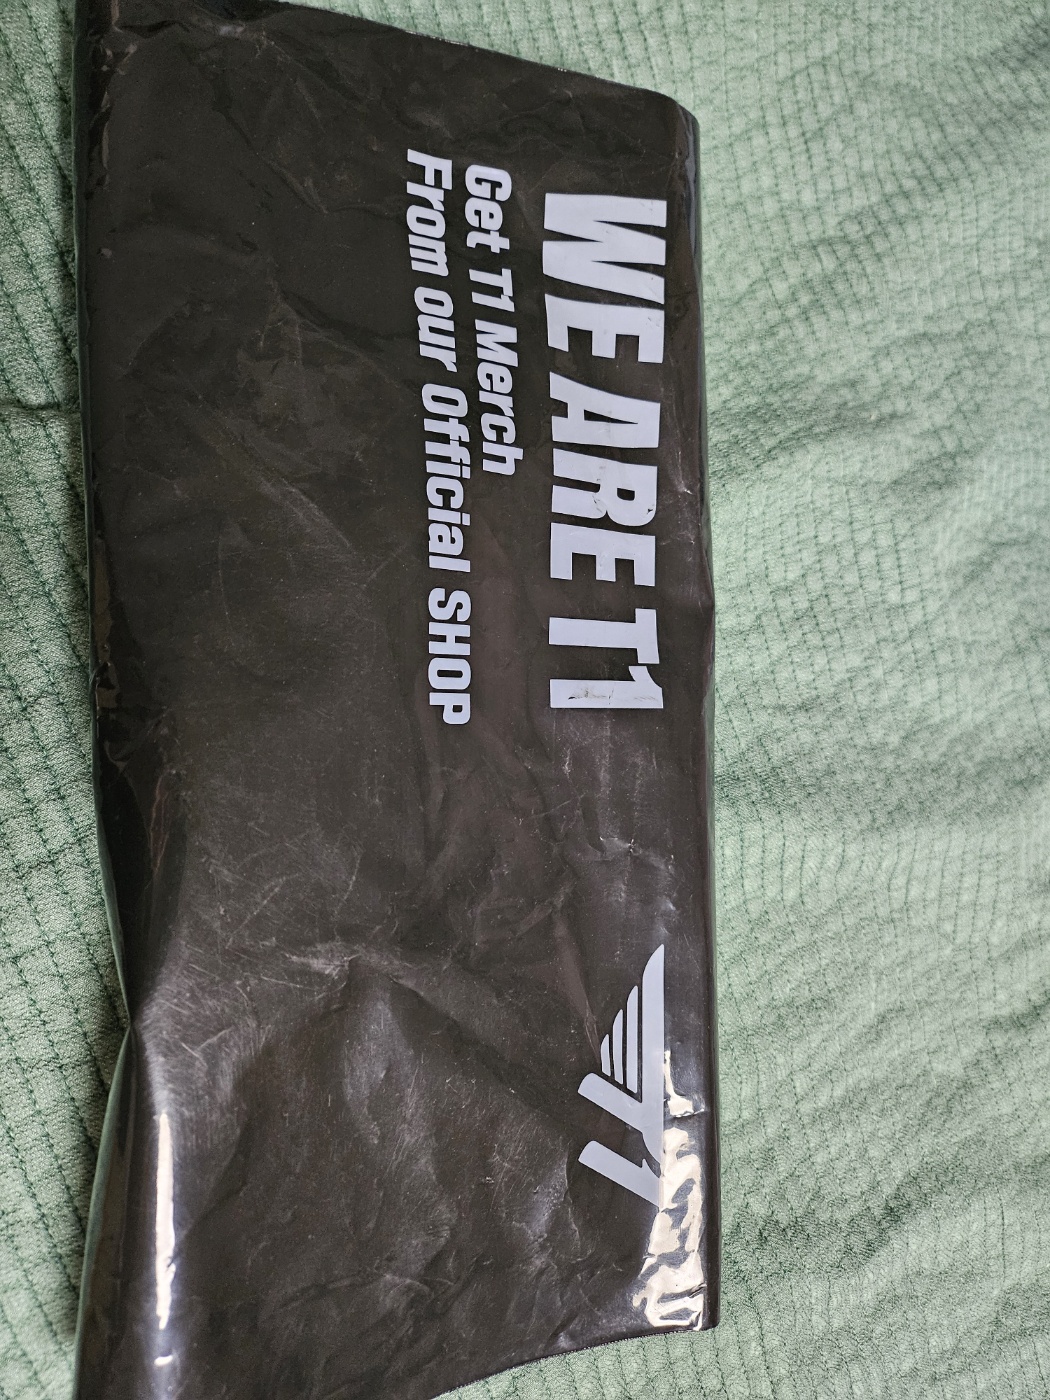 WE ARE T1
Get T1 Merch
From our Official SHOP
T1